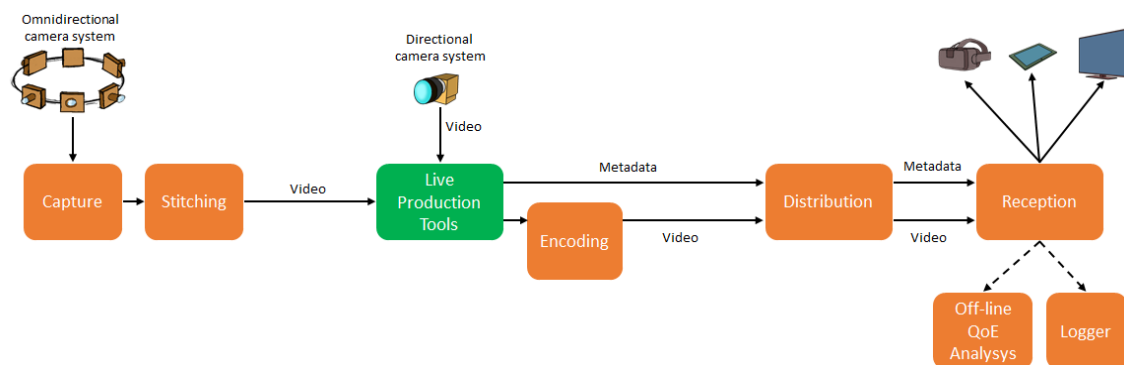 Omnidirectional
camera system
Directional
camera system
Video
Capture
Stitching
Video
Live
Production
Tools
Metadata
Encoding
Video
Distribution
Metadata
Video
Reception
Off-line
QoE
Analysys
Logger